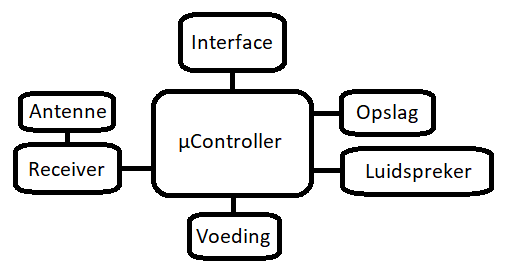 Interface
Antenne
Opslag
µController
Receiver
Luidspreker
Voeding